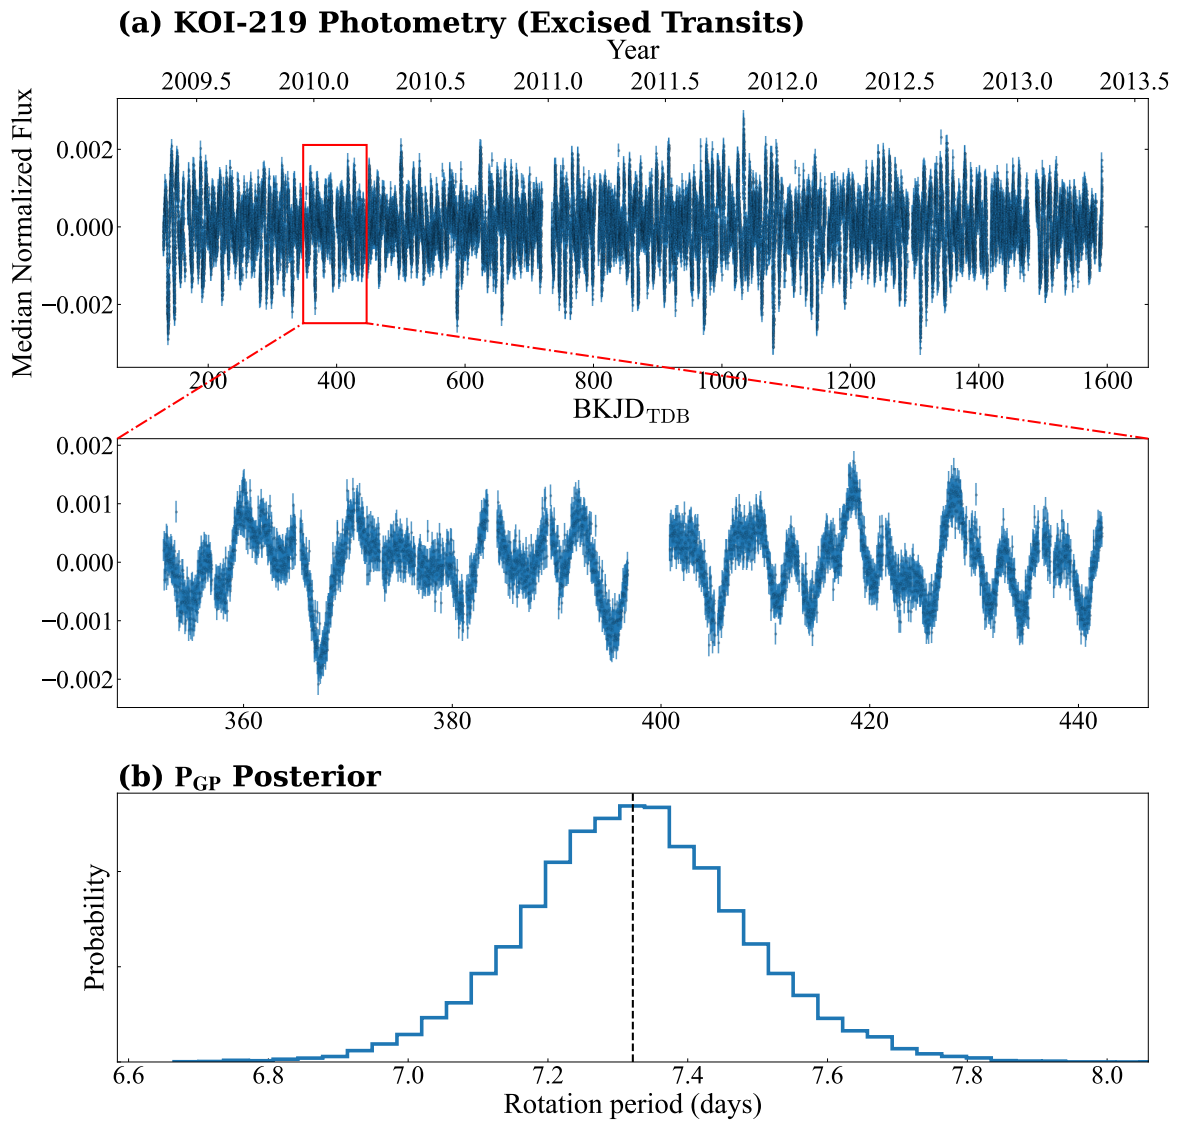 (a) KOI-219 Photometry (Excised Transits)
Year
2009.5 2010.0 2010.5 2011.0 2011.5 2012.0 2012.5 2013.0 2013.5
Median Normalized Flux
0.002
0.000
−0.002
200 400 600 800 1000 1200 1400 1600
BKJD_TDB
0.002
0.001
0.000
−0.001
−0.002
360 380 400 420 440
(b) P_GP Posterior
Probability
6.6 6.8 7.0 7.2 7.4 7.6 7.8 8.0
Rotation period (days)